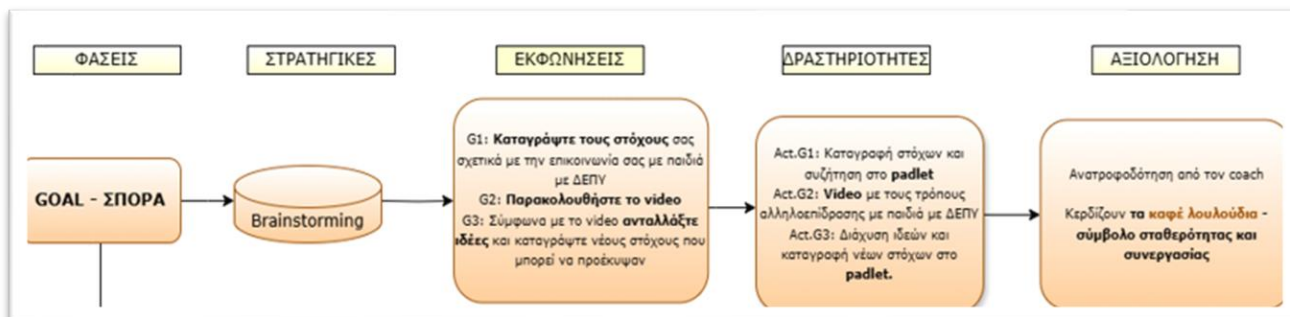 ΦΑΣΕΙΣ
ΣΤΡΑΤΗΓΙΚΕΣ
ΕΚΦΩΝΗΣΕΙΣ
ΔΡΑΣΤΗΡΙΟΤΗΤΕΣ
ΑΞΙΟΛΟΓΗΣΗ
GOAL - ΣΠΟΡΑ
Brainstorming
G1: Καταγράψτε τους στόχους σας
σχετικά με την επικοινωνία σας με παιδιά
με ΔΕΠΥ
G2: Παρακολουθήστε το video
G3: Σύμφωνα με το video ανταλλάξτε
ιδέες και καταγράψτε νέους στόχους που
μπορεί να προέκυψαν
Act.G1: Καταγραφή στόχων και
συζήτηση στο padlet
Act.G2: Video με τους τρόπους
αλληλοεπίδρασης με παιδιά με ΔΕΠΥ
Act.G3: Διάχυση ιδεών και
καταγραφή νέων στόχων στο
padlet.
Ανατροφοδότηση από τον coach
Κερδίζουν τα καφέ λουλούδια -
σύμβολο σταθερότητας και
συνεργασίας